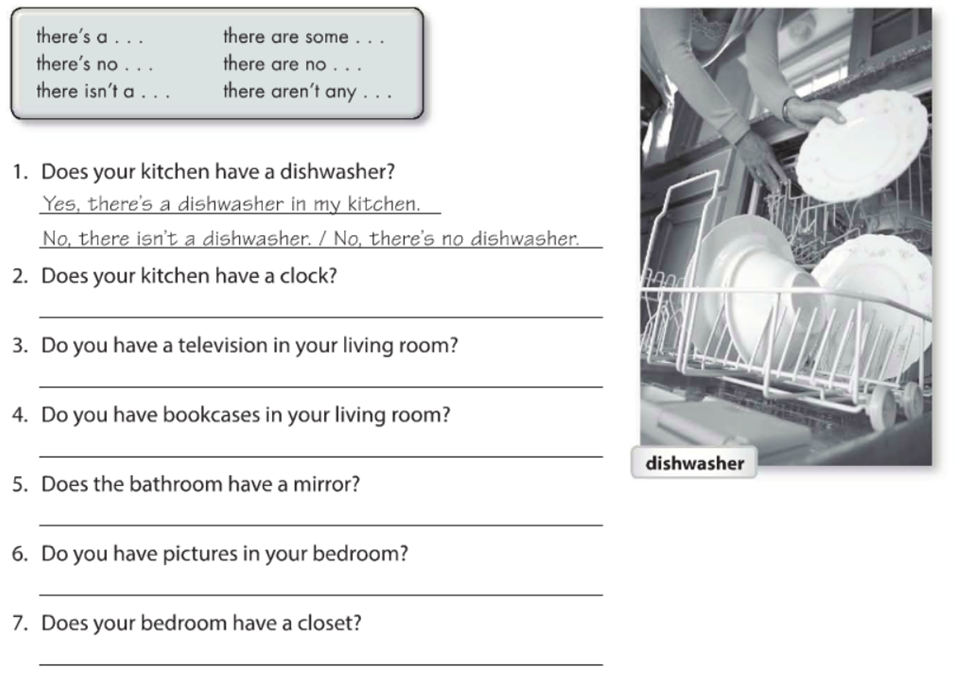 there's a . . .
there are some . . .
there's no . . .
there are no . . .
there isn't a . . .
there aren't any . . .
1. Does your kitchen have a dishwasher?
Yes, there's a dishwasher in my kitchen.
No, there isn't a dishwasher. / No, there's no dishwasher.
2. Does your kitchen have a clock?
3. Do you have a television in your living room?
4. Do you have bookcases in your living room?
5. Does the bathroom have a mirror?
6. Do you have pictures in your bedroom?
7. Does your bedroom have a closet?
dishwasher